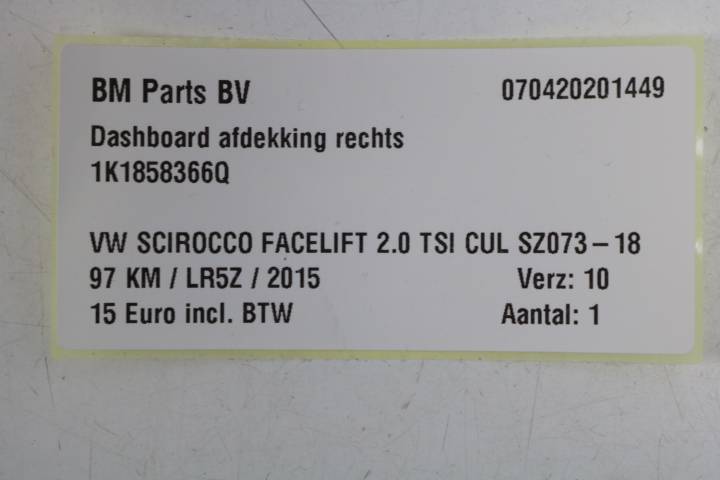 BM Parts BV 070420201449
Dashboard afdekking rechts
1K1858366Q
VW SCIROCCO FACELIFT 2.0 TSI CUL SZ073-18
97 KM / LR5Z / 2015 Verz: 10
15 Euro incl. BTW Aantal: 1